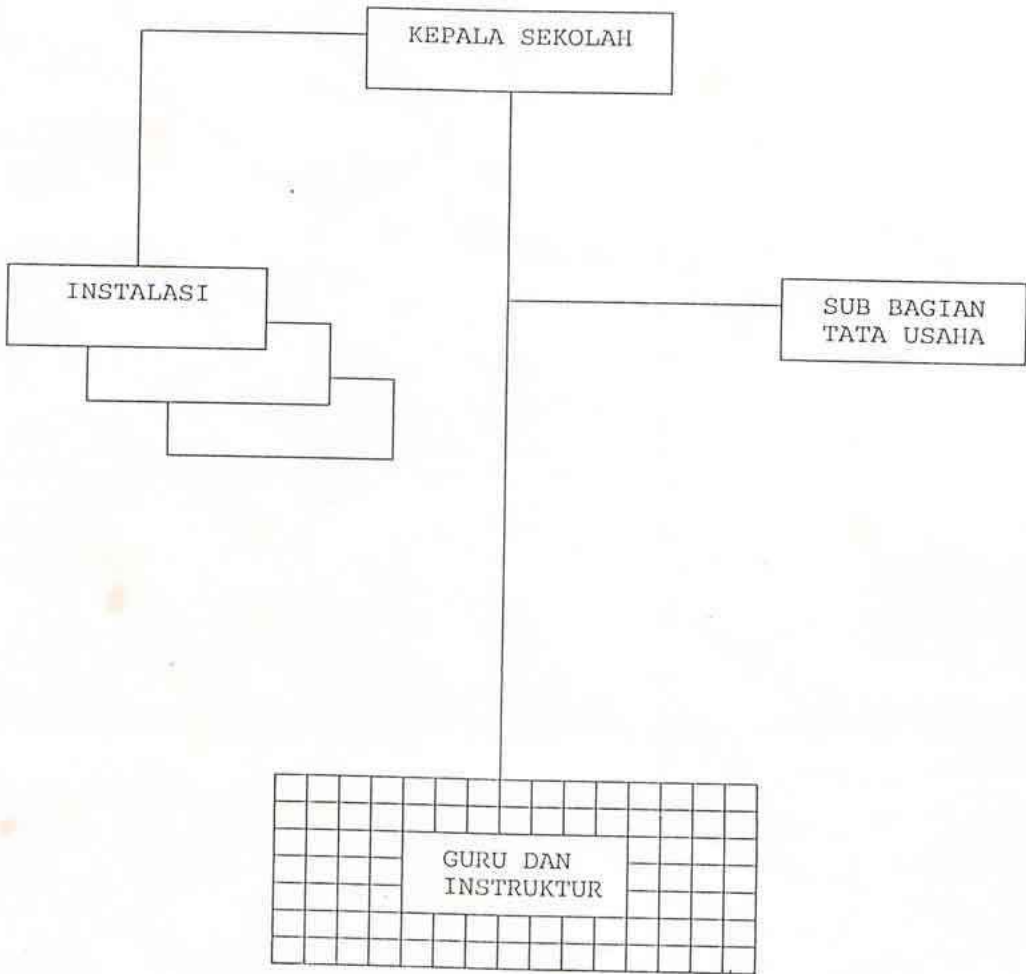 KEPALA SEKOLAH
INSTALASI
SUB BAGIAN
TATA USAHA
GURU DAN
INSTRUKTUR